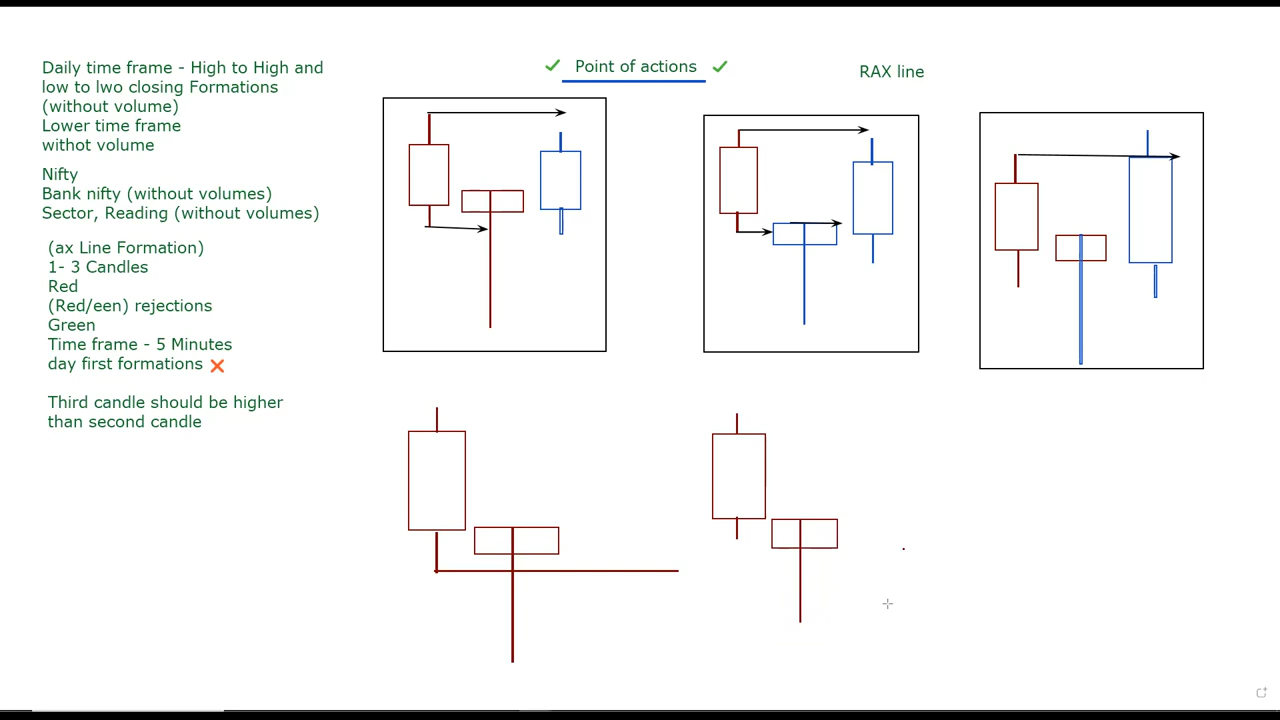 Daily time frame - High to High and
low to lwo closing Formations
(without volume)
Lower time frame
withot volume
Nifty
Bank nifty (without volumes)
Sector, Reading (without volumes)
(ax Line Formation)
1- 3 Candles
Red
(Red/een) rejections
Green
Time frame - 5 Minutes
day first formations
Third candle should be higher
than second candle
Point of actions
RAX line